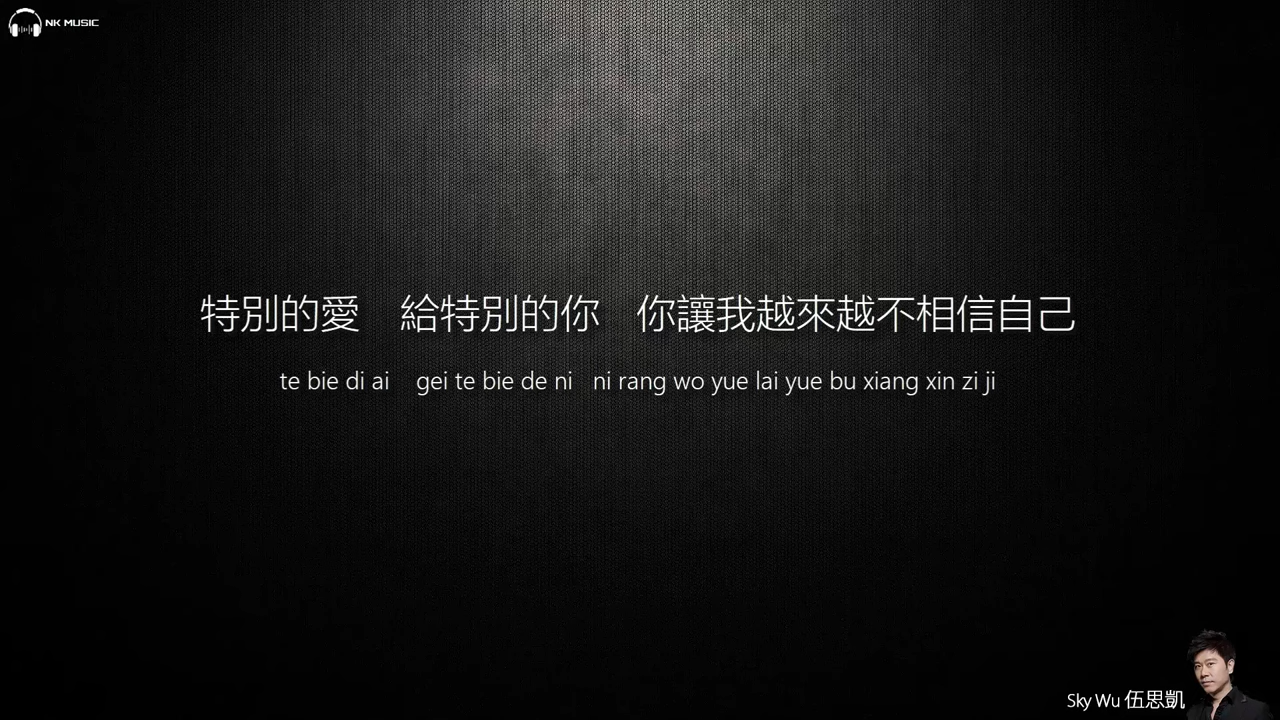 NK MUSIC
特別的愛　給特別的你　你讓我越來越不相信自己
te bie di ai    gei te bie de ni   ni rang wo yue lai yue bu xiang xin zi ji
Sky Wu 伍思凱